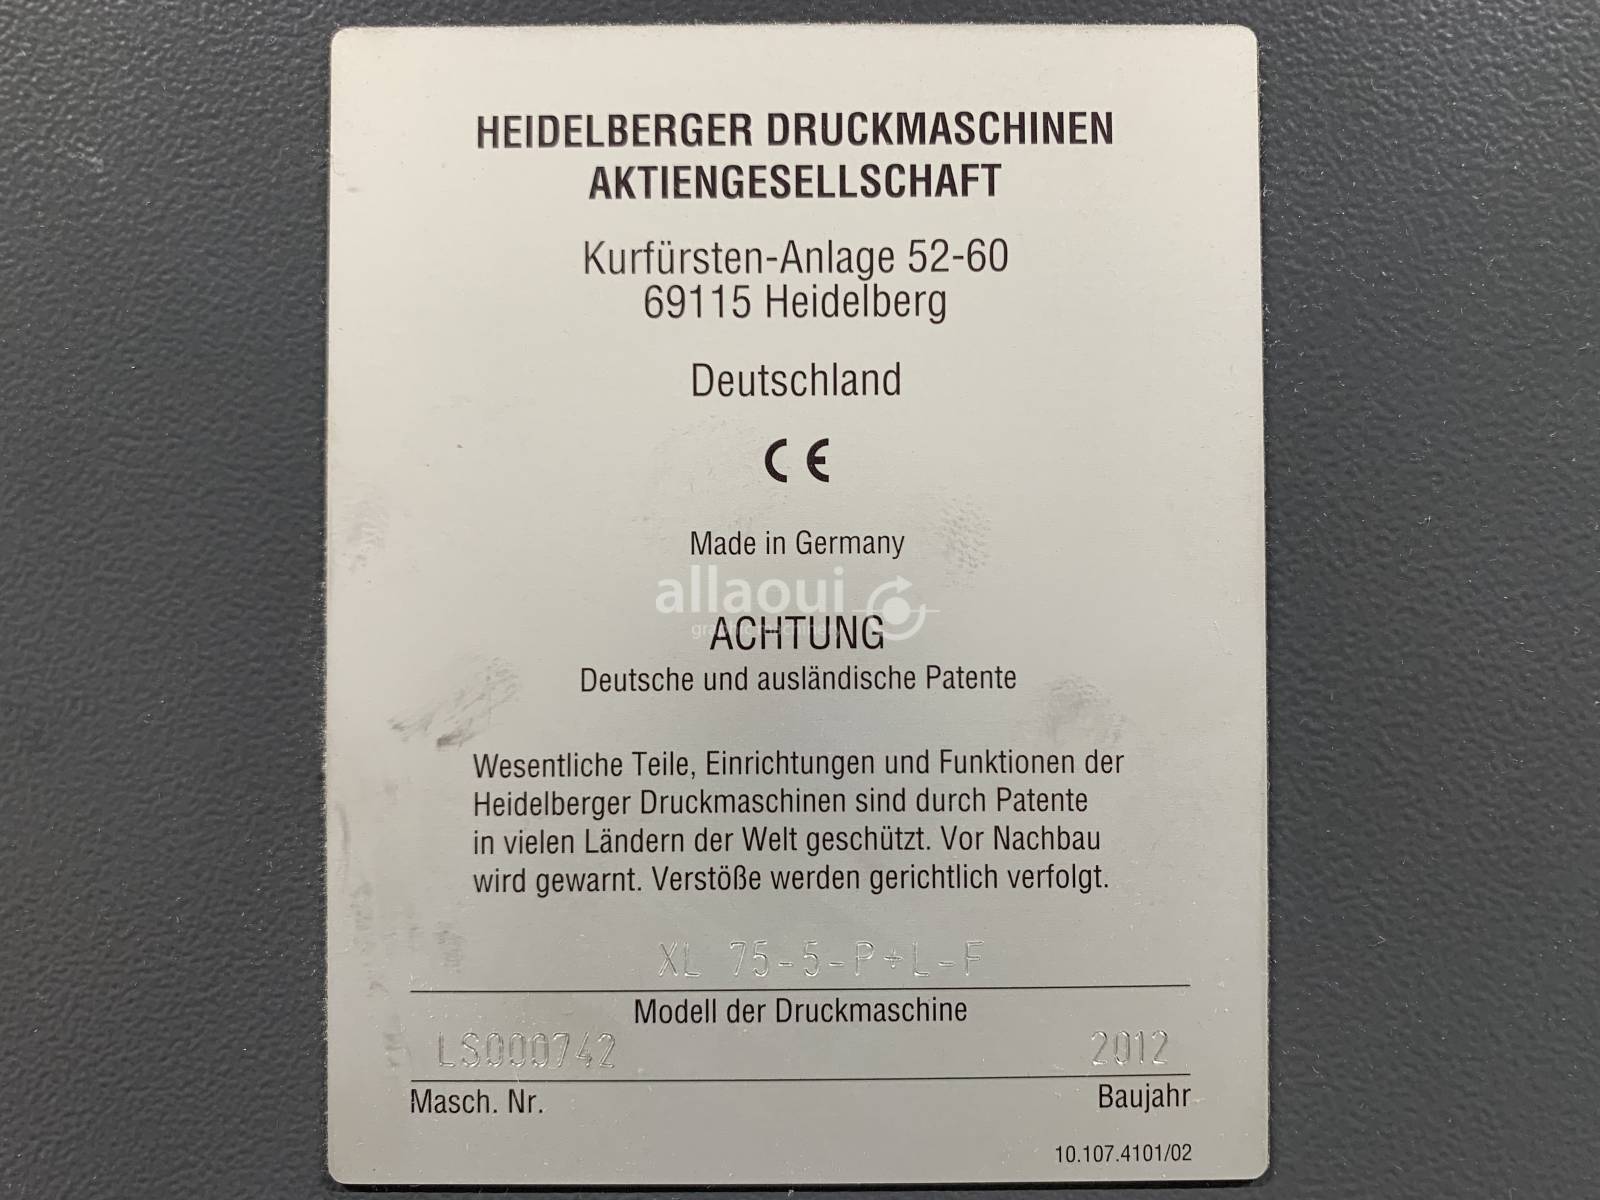 HEIDELBERGER DRUCKMASCHINEN
AKTIENGESELLSCHAFT
Kurfürsten-Anlage 52-60
69115 Heidelberg
Deutschland
CE
Made in Germany
allaoui
graphic machinery
ACHTUNG
Deutsche und ausländische Patente
Wesentliche Teile, Einrichtungen und Funktionen der
Heidelberger Druckmaschinen sind durch Patente
in vielen Ländern der Welt geschützt. Vor Nachbau
wird gewarnt. Verstöße werden gerichtlich verfolgt.
XL 75-5-P+L-F
Modell der Druckmaschine
LS000742 2012
Masch. Nr. Baujahr
10.107.4101/02